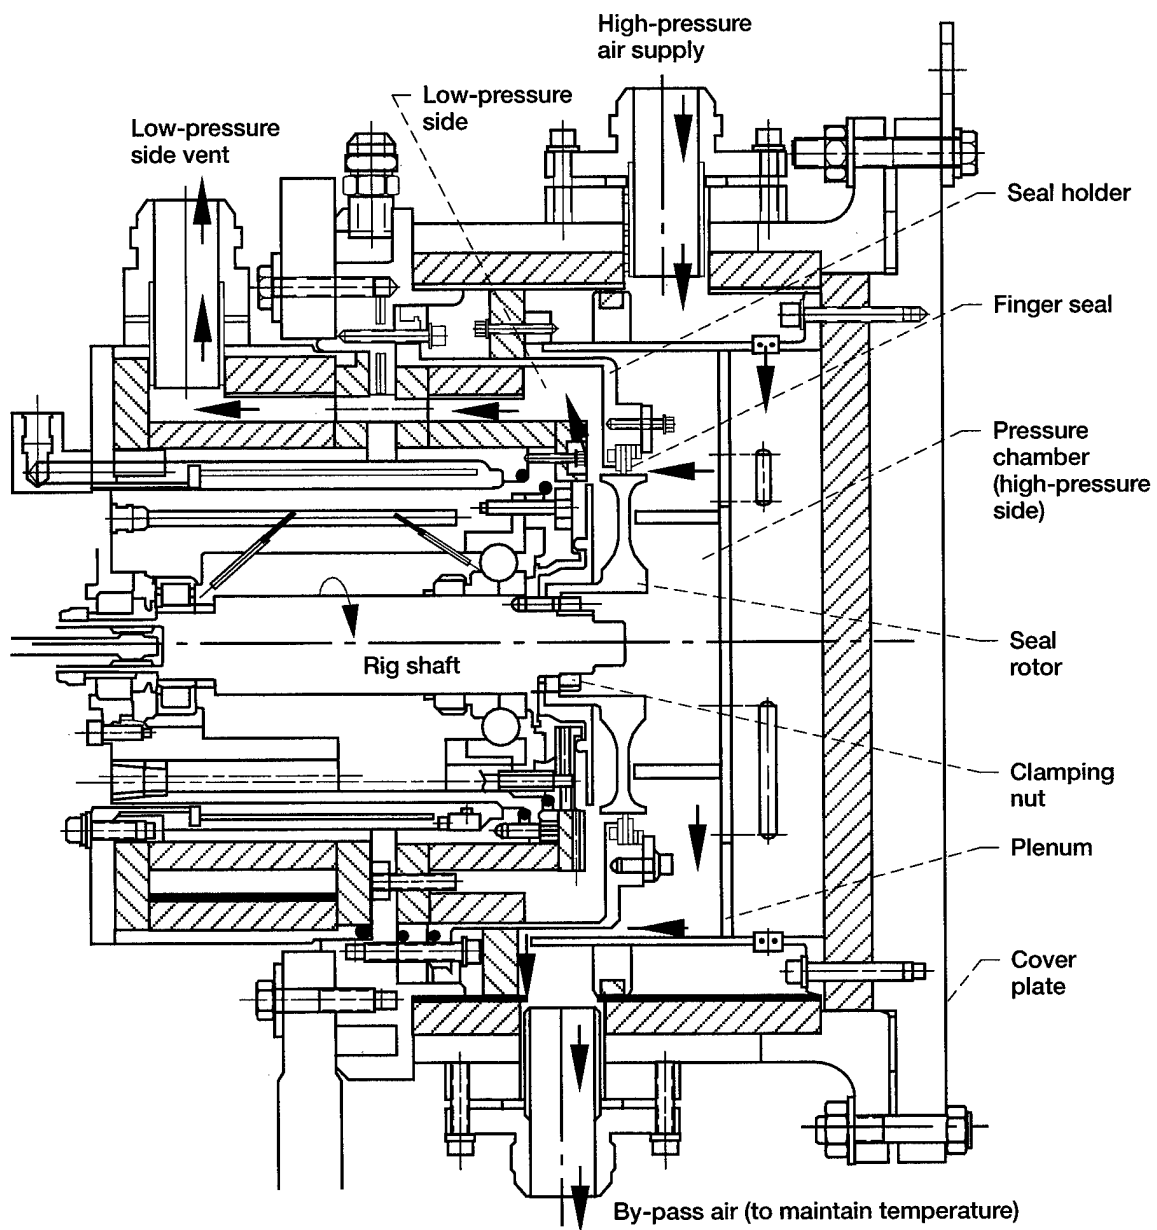 High-pressure
air supply
Low-pressure
side
Low-pressure
side vent
Seal holder
Finger seal
Pressure
chamber
(high-pressure
side)
Seal
rotor
Rig shaft
Clamping
nut
Plenum
Cover
plate
By-pass air (to maintain temperature)